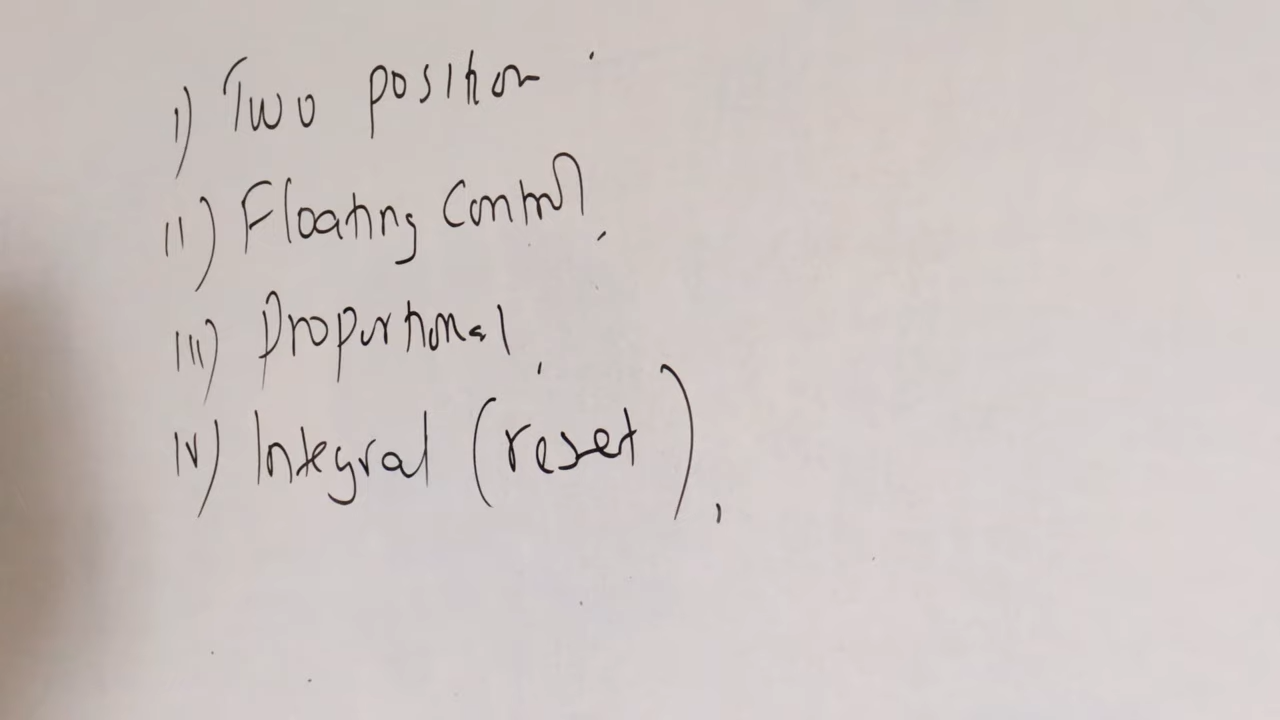 i) Two position.
ii) Floating Control,
iii) Proportional,
iv) Integral (reset),